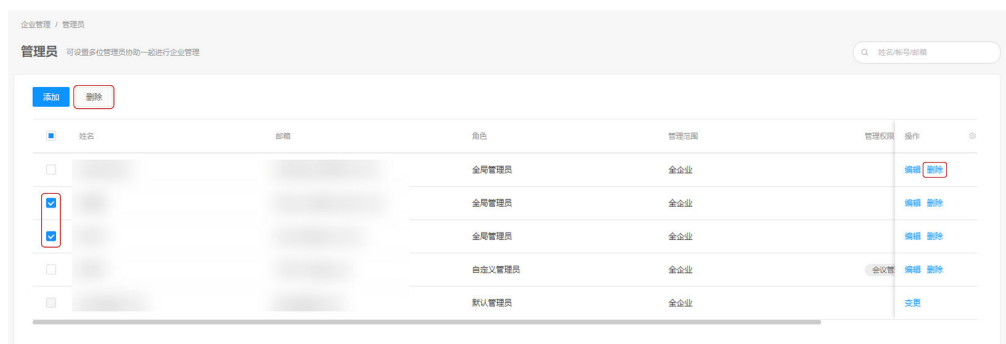 企业管理 / 管理员
管理员 可设置多位管理员协助一起进行企业管理
姓名/帐号/邮箱
添加 删除
姓名 邮箱 角色 管理范围 管理权限 操作
全局管理员 全企业 编辑 删除
全局管理员 全企业 编辑 删除
全局管理员 全企业 编辑 删除
自定义管理员 全企业 会议管 编辑 删除
默认管理员 全企业 变更